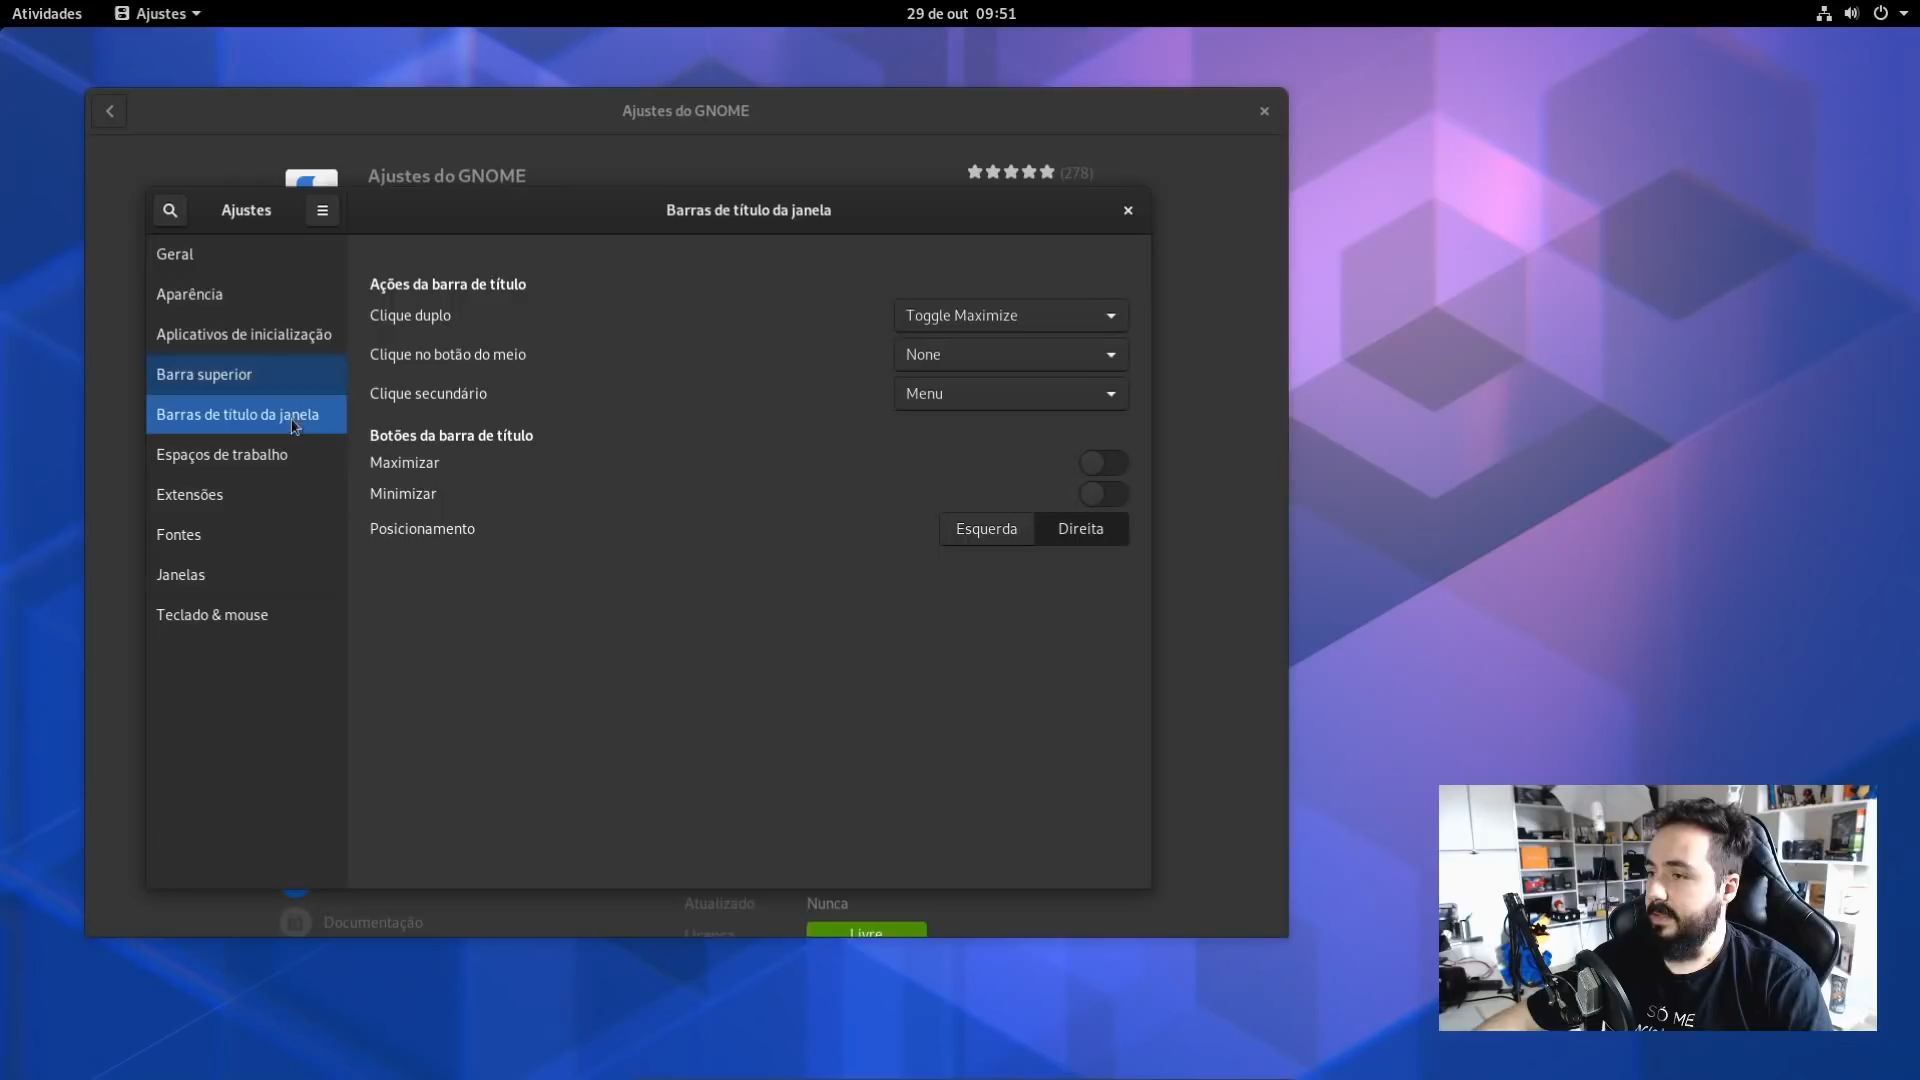 Atividades
Ajustes
29 de out 09:51
Ajustes do GNOME
Ajustes do GNOME
(278)
Ajustes
Barras de título da janela
Geral
Aparência
Aplicativos de inicialização
Barra superior
Barras de título da janela
Espaços de trabalho
Extensões
Fontes
Janelas
Teclado & mouse
Ações da barra de título
Clique duplo
Toggle Maximize
Clique no botão do meio
None
Clique secundário
Menu
Botões da barra de título
Maximizar
Minimizar
Posicionamento
Esquerda
Direita
Atualizado
Nunca
Documentação
Licença
Livre
SÓ ME